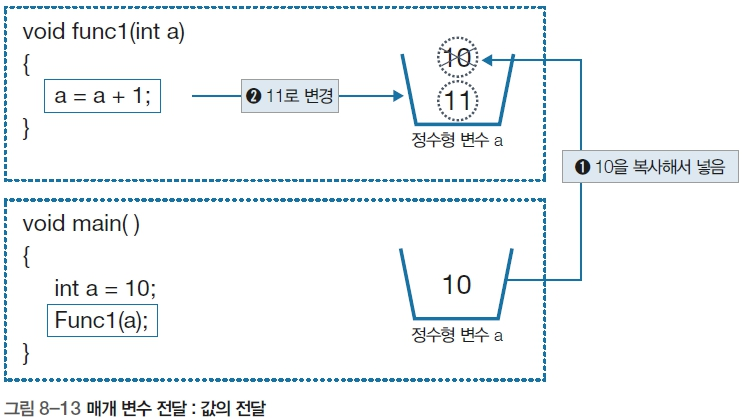 void func1(int a)
{
a = a + 1;
}
❷ 11로 변경
10
11
정수형 변수 a
❶ 10을 복사해서 넣음
void main( )
{
int a = 10;
Func1(a);
}
10
정수형 변수 a
그림 8-13 매개 변수 전달 : 값의 전달